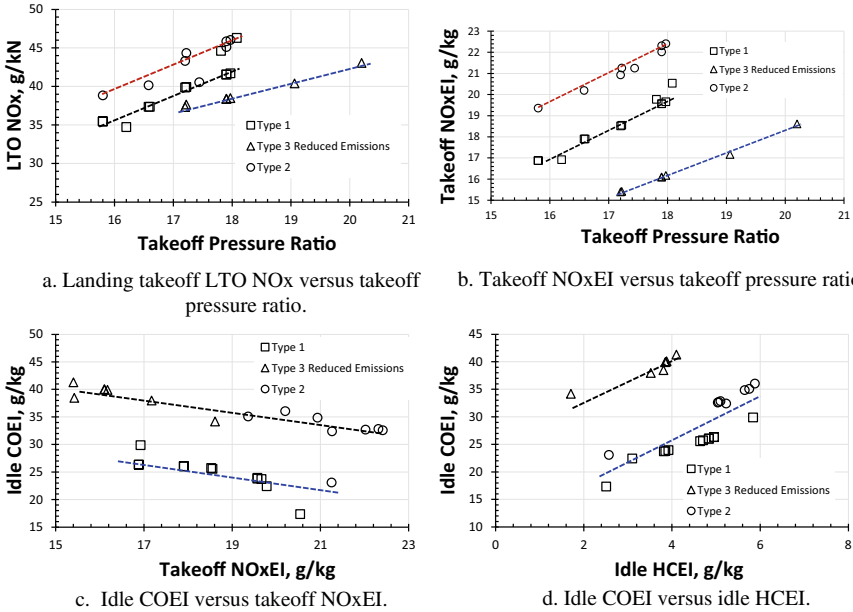 50
45
40
35
30
25
15 16 17 18 19 20 21
LTO NOx, g/kN
Takeoff Pressure Ratio
Type 1
Type 3 Reduced Emissions
Type 2
a. Landing takeoff LTO NOx versus takeoff
pressure ratio.
23
22
21
20
19
18
17
16
15
15 16 17 18 19 20 21
Takeoff NOxEI, g/kg
Takeoff Pressure Ratio
Type 1
Type 3 Reduced Emissions
Type 2
b. Takeoff NOxEI versus takeoff pressure
50
45
40
35
30
25
20
15
15 17 19 21 23
Idle COEI, g/kg
Takeoff NOxEI, g/kg
Type 1
Type 3 Reduced Emissions
Type 2
c. Idle COEI versus takeoff NOxEI.
50
45
40
35
30
25
20
15
10
0 2 4 6 8
Idle COEI, g/kg
Idle HCEI, g/kg
Type 1
Type 3 Reduced Emissions
Type 2
d. Idle COEI versus idle HCEI.